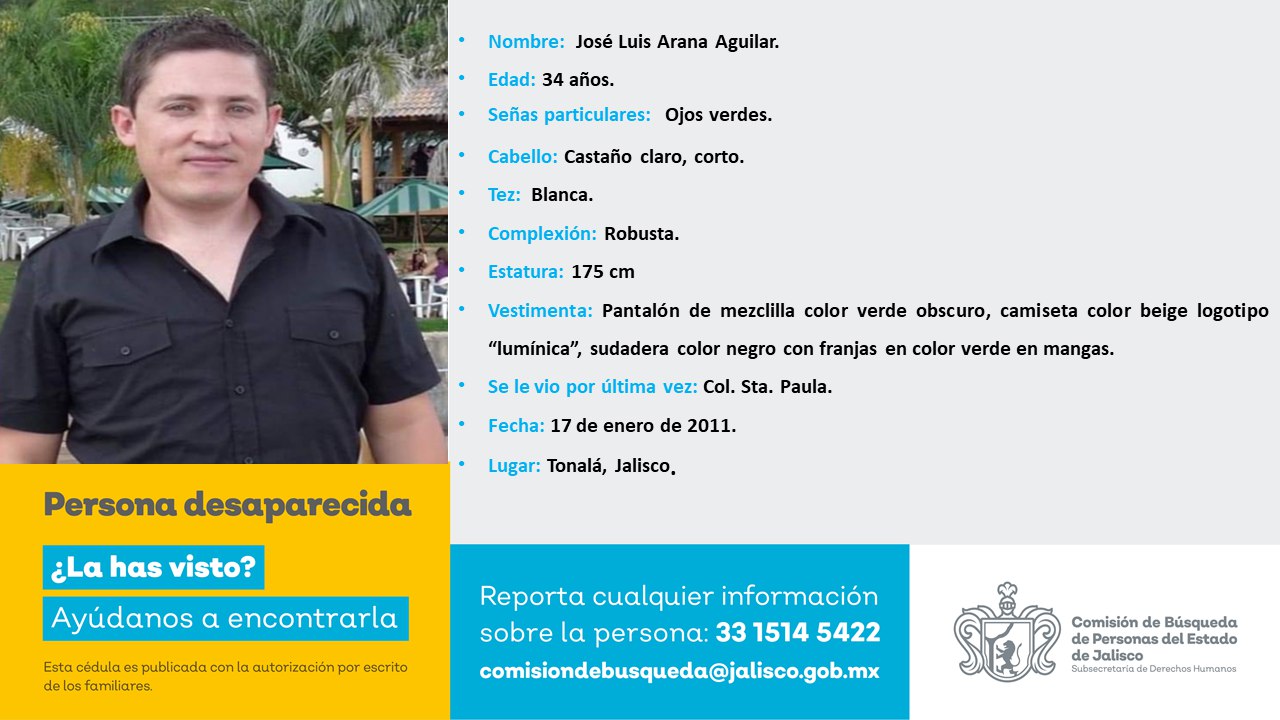 • Nombre: José Luis Arana Aguilar.
• Edad: 34 años.
• Señas particulares: Ojos verdes.
• Cabello: Castaño claro, corto.
• Tez: Blanca.
• Complexión: Robusta.
• Estatura: 175 cm
• Vestimenta: Pantalón de mezclilla color verde obscuro, camiseta color beige logotipo
“lumínica”, sudadera color negro con franjas en color verde en mangas.
• Se le vio por última vez: Col. Sta. Paula.
• Fecha: 17 de enero de 2011.
• Lugar: Tonalá, Jalisco.
Persona desaparecida
¿La has visto?
Ayúdanos a encontrarla
Esta cédula es publicada con la autorización por escrito
de los familiares.
Reporta cualquier información
sobre la persona: 33 1514 5422
comisiondebusqueda@jalisco.gob.mx
Comisión de Búsqueda
de Personas del Estado
de Jalisco
Subsecretaría de Derechos Humanos